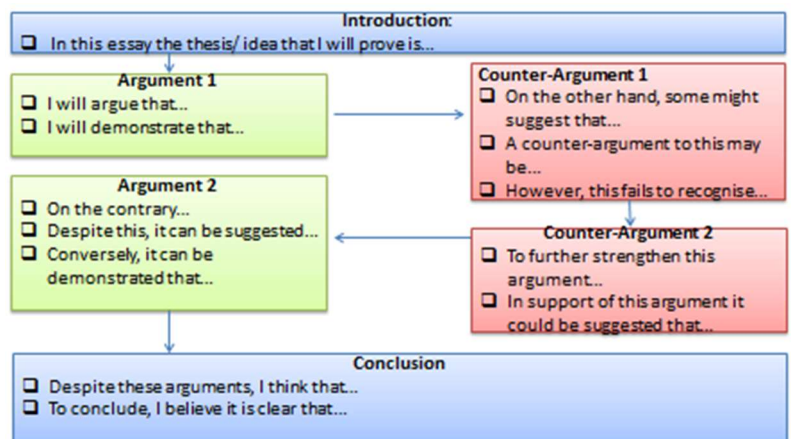 Introduction:
❑ In this essay the thesis/ idea that I will prove is...
Argument 1
❑ I will argue that...
❑ I will demonstrate that...
Counter-Argument 1
❑ On the other hand, some might
suggest that...
❑ A counter-argument to this may
be...
❑ However, this fails to recognise...
Counter-Argument 2
❑ To further strengthen this
argument...
❑ In support of this argument it
could be suggested that...
Argument 2
❑ On the contrary...
❑ Despite this, it can be suggested...
❑ Conversely, it can be
demonstrated that...
Conclusion
❑ Despite these arguments, I think that...
❑ To conclude, I believe it is clear that...